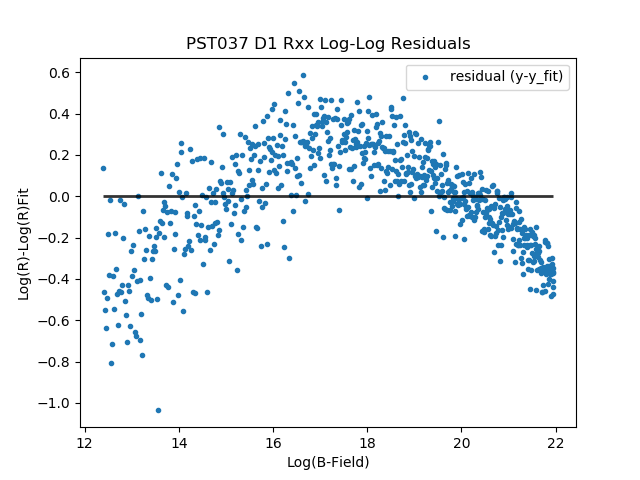 PST037 D1 Rxx Log-Log Residuals
residual (y-y_fit)
0.6
0.4
0.2
0.0
−0.2
−0.4
−0.6
−0.8
−1.0
Log(R)-Log(R)Fit
12 14 16 18 20 22
Log(B-Field)